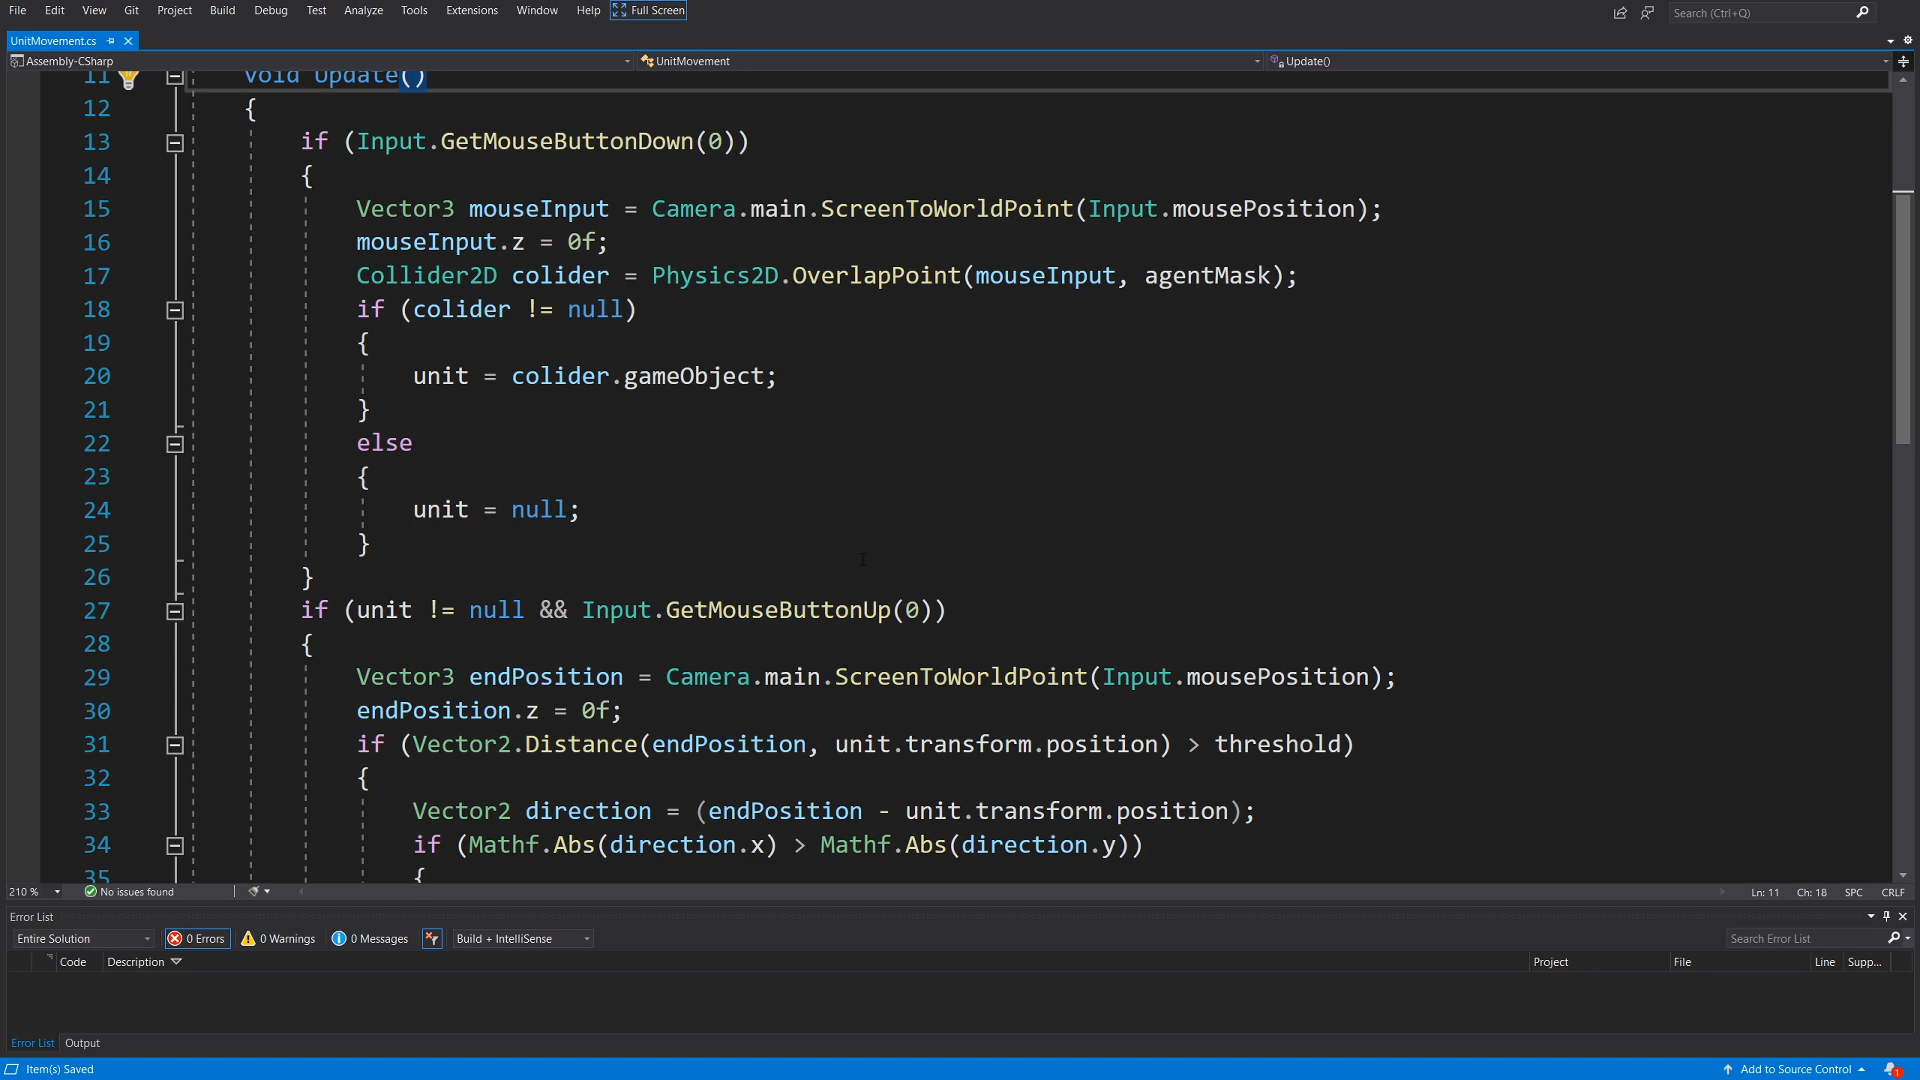 File Edit View Git Project Build Debug Test Analyze Tools Extensions Window Help Full Screen Search (Ctrl+Q)
UnitMovement.cs
Assembly-CSharp UnitMovement Update()
11 void Update()
12 {
13 if (Input.GetMouseButtonDown(0))
14 {
15 Vector3 mouseInput = Camera.main.ScreenToWorldPoint(Input.mousePosition);
16 mouseInput.z = 0f;
17 Collider2D colider = Physics2D.OverlapPoint(mouseInput, agentMask);
18 if (colider != null)
19 {
20 unit = colider.gameObject;
21 }
22 else
23 {
24 unit = null;
25 }
26 }
27 if (unit != null && Input.GetMouseButtonUp(0))
28 {
29 Vector3 endPosition = Camera.main.ScreenToWorldPoint(Input.mousePosition);
30 endPosition.z = 0f;
31 if (Vector2.Distance(endPosition, unit.transform.position) > threshold)
32 {
33 Vector2 direction = (endPosition - unit.transform.position);
34 if (Mathf.Abs(direction.x) > Mathf.Abs(direction.y))
35 {
210 % No issues found Ln: 11 Ch: 18 SPC CRLF
Error List
Entire Solution 0 Errors 0 Warnings 0 Messages Build + IntelliSense Search Error List
Code Description Project File Line Supp...
Error List Output
Item(s) Saved Add to Source Control 1